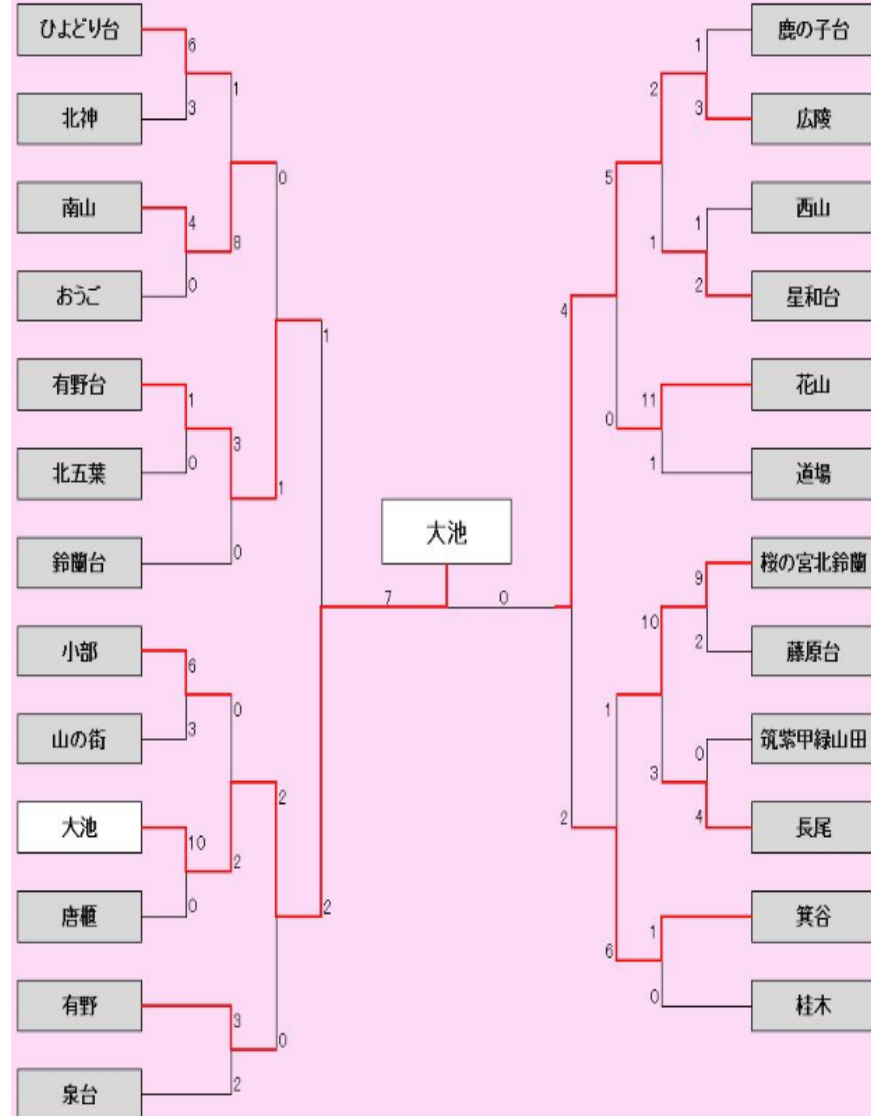 ひよどり台
6
1
3
北神
0
南山
4
8
0
おうご
1
有野台
1
3
0
北五葉
1
0
鈴蘭台
大池
7
0
小部
6
0
3
山の街
2
大池
10
2
0
唐櫃
2
有野
3
0
2
泉台
鹿の子台
1
2
3
広陵
5
西山
1
1
2
星和台
4
花山
11
0
1
道場
桜の宮北鈴蘭
9
10
2
藤原台
1
筑紫甲緑山田
0
3
4
長尾
2
箕谷
1
6
0
桂木